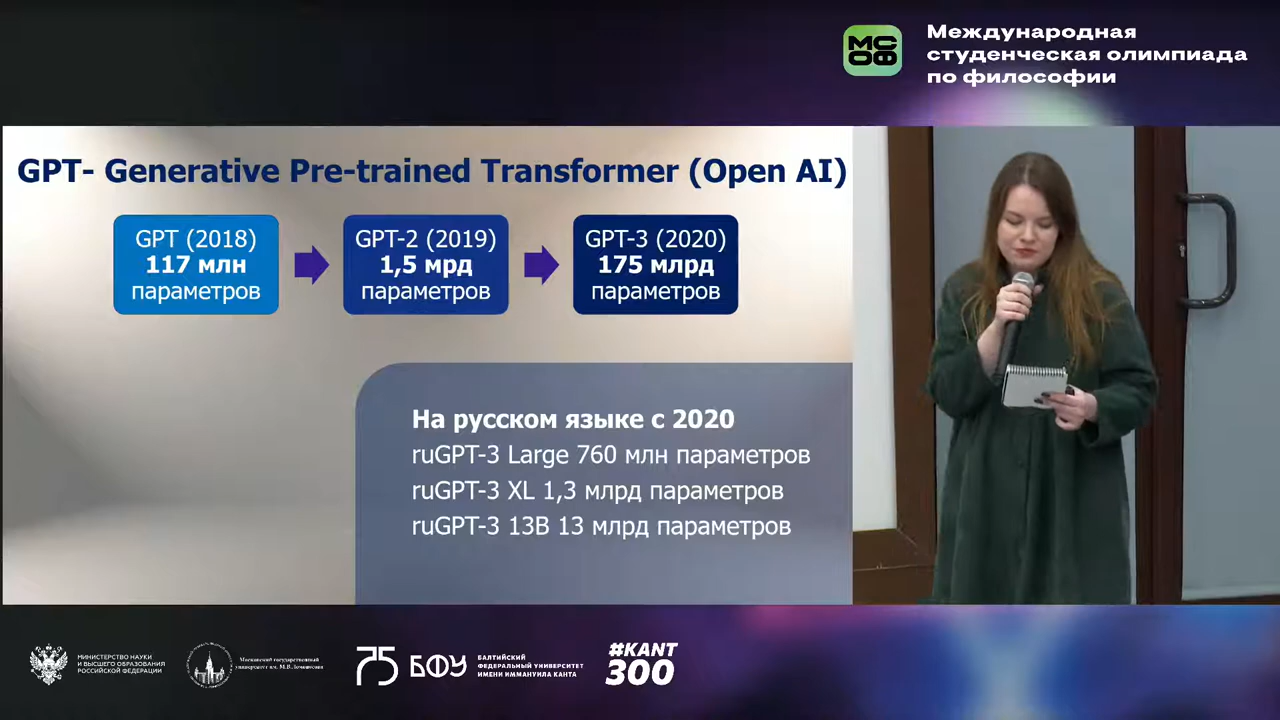 МС
ОФ
Международная
студенческая олимпиада
по философии
GPT- Generative Pre-trained Transformer (Open AI)
GPT (2018)
117 млн
параметров
GPT-2 (2019)
1,5 мрд
параметров
GPT-3 (2020)
175 млрд
параметров
На русском языке с 2020
ruGPT-3 Large 760 млн параметров
ruGPT-3 XL 1,3 млрд параметров
ruGPT-3 13B 13 млрд параметров
МИНИСТЕРСТВО НАУКИ
И ВЫСШЕГО ОБРАЗОВАНИЯ
РОССИЙСКОЙ ФЕДЕРАЦИИ
Московский государственный
университет им. М.В.Ломоносова
75 БФУ
БАЛТИЙСКИЙ
ФЕДЕРАЛЬНЫЙ УНИВЕРСИТЕТ
ИМЕНИ ИММАНУИЛА КАНТА
#KANT
300